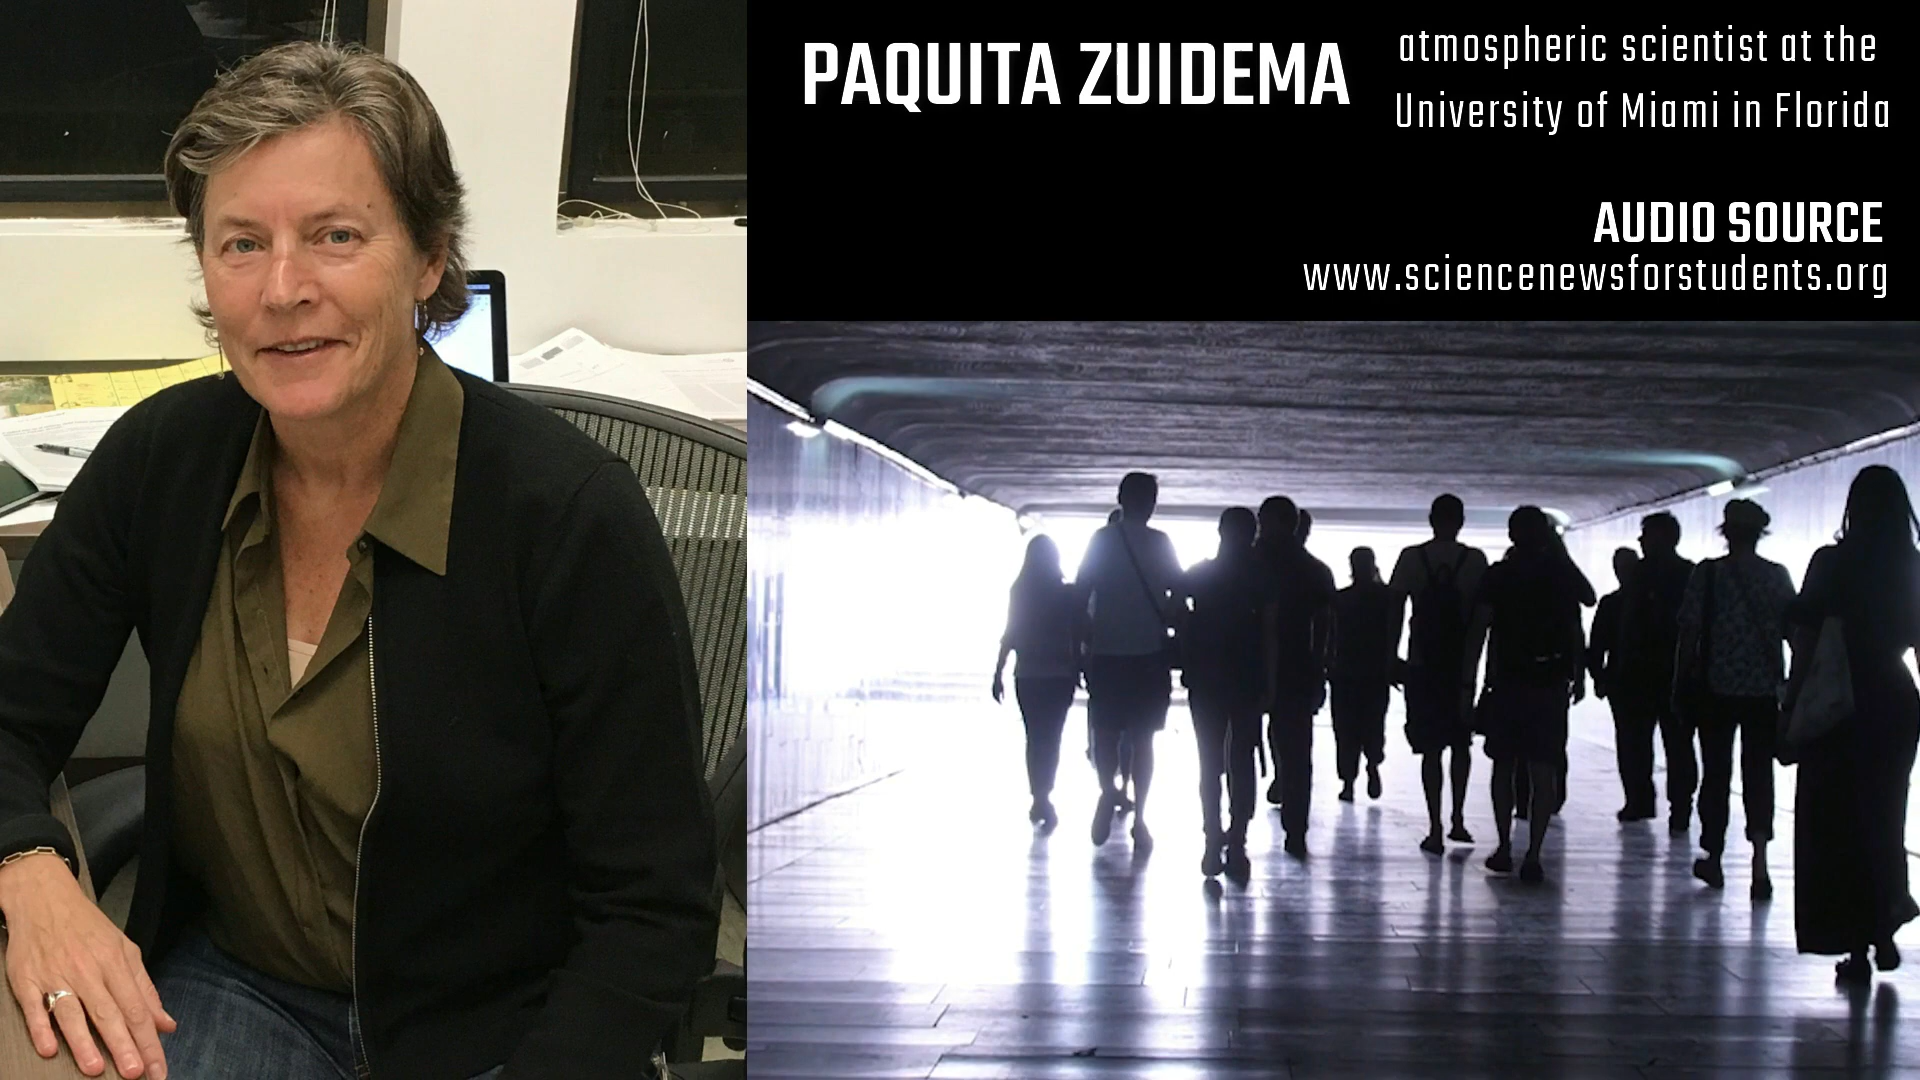 PAQUITA ZUIDEMA
atmospheric scientist at the
University of Miami in Florida
AUDIO SOURCE
www.sciencenewsforstudents.org